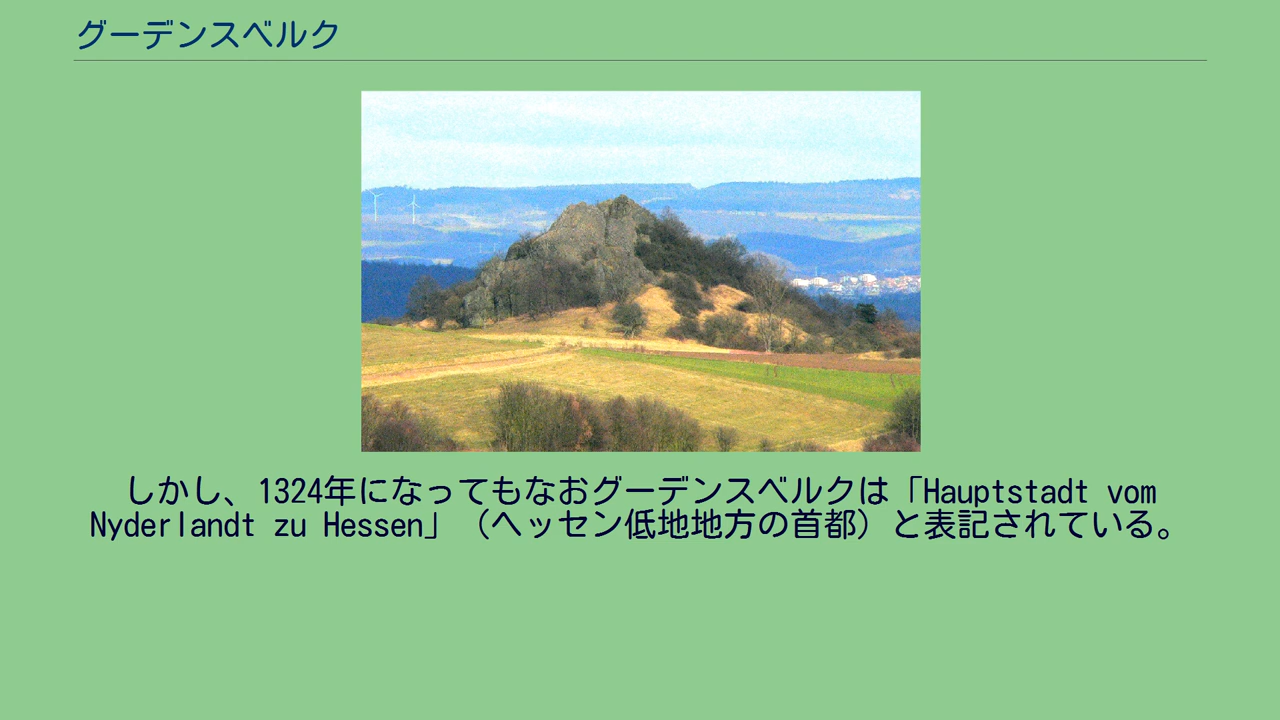 グーデンスベルク
しかし、1324年になってもなおグーデンスベルクは「Hauptstadt vom
Nyderlandt zu Hessen」（ヘッセン低地地方の首都）と表記されている。